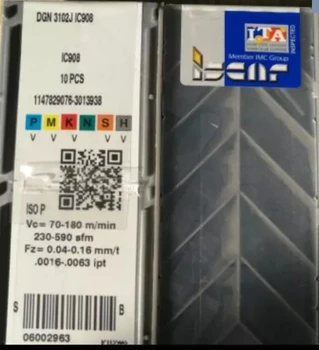 DGN 3102J IC908
IC908
10 PCS
1147829076-3013938
P M K N S H
V V V V V
ISO P
Vc= 70-180 m/min
230-590 sfm
Fz= 0.04-0.16 mm/t
.0016-.0063 ipt
S B
06002963
ITA
INSPECTED
Member IMC Group
iscar